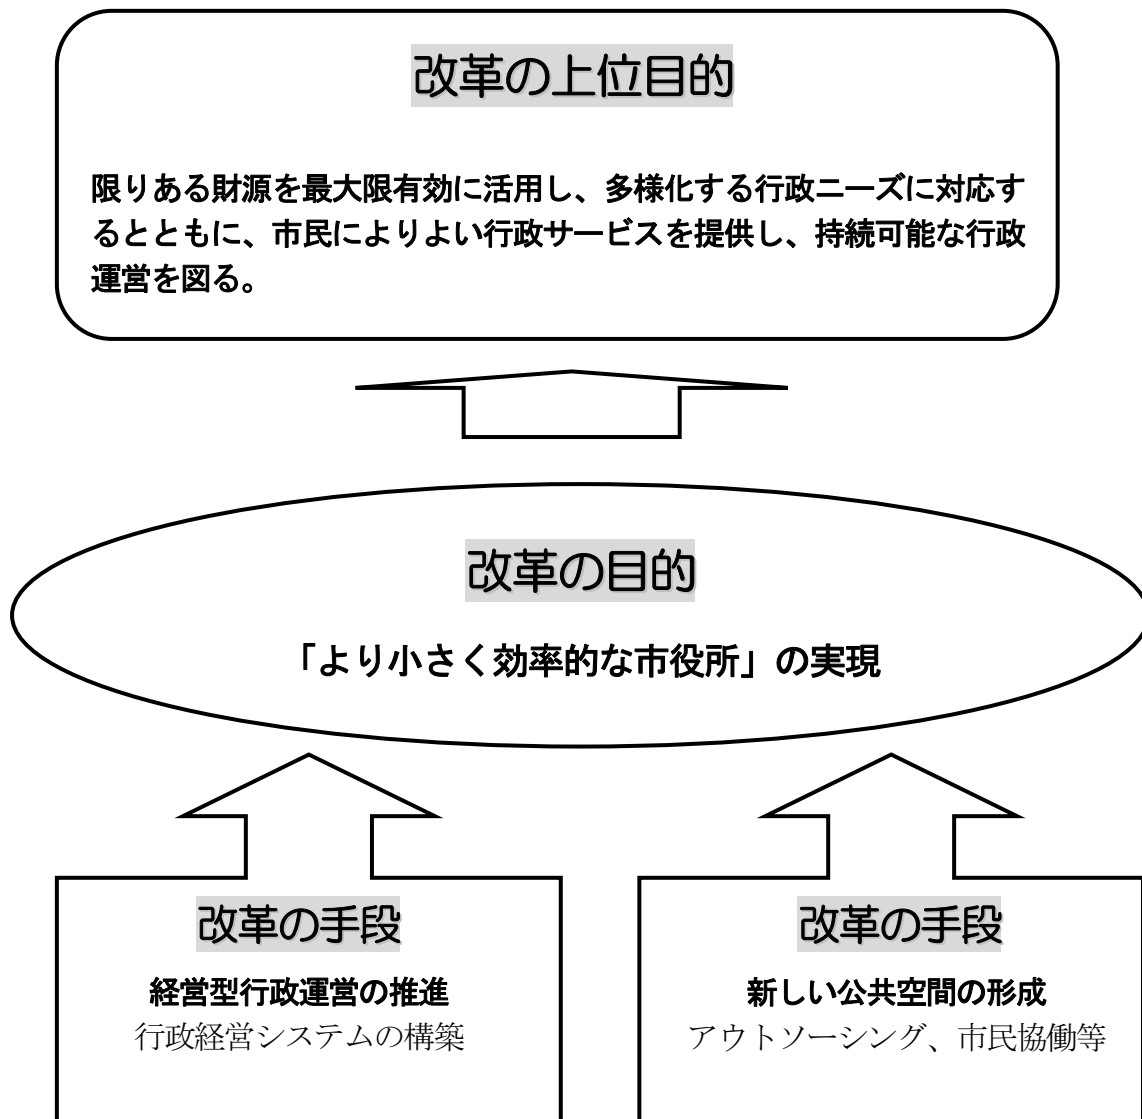 改革の上位目的
限りある財源を最大限有効に活用し、多様化する行政ニーズに対応す
るとともに、市民によりよい行政サービスを提供し、持続可能な行政
運営を図る。
改革の目的
「より小さく効率的な市役所」の実現
改革の手段
経営型行政運営の推進
行政経営システムの構築
改革の手段
新しい公共空間の形成
アウトソーシング、市民協働等